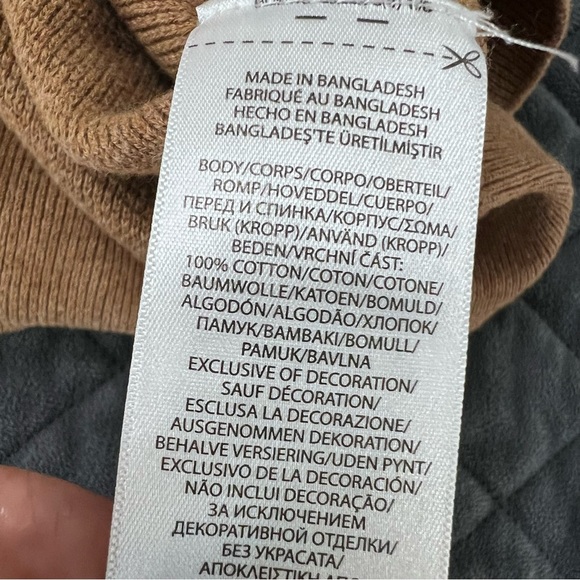 MADE IN BANGLADESH
FABRIQUÉ AU BANGLADESH
HECHO EN BANGLADESH
BANGLADEŞ'TE ÜRETİLMİŞTİR
BODY/CORPS/CORPO/OBERTEIL/
ROMP/HOVEDDEL/CUERPO/
ПЕРЕД И СПИНКА/КОРПУС/ΣΩΜΑ/
BRUK (KROPP)/ANVÄND (KROPP)/
BEDEN/VRCHNÍ ČÁST:
100% COTTON/COTON/COTONE/
BAUMWOLLE/KATOEN/BOMULD/
ALGODÓN/ALGODÃO/ХЛОПОК/
ПАМУК/BAMBAKI/BOMULL/
PAMUK/BAVLNA
EXCLUSIVE OF DECORATION/
SAUF DÉCORATION/
ESCLUSA LA DECORAZIONE/
AUSGENOMMEN DEKORATION/
BEHALVE VERSIERING/UDEN PYNT/
EXCLUSIVO DE LA DECORACIÓN/
NÃO INCLUI DECORAÇÃO/
ЗА ИСКЛЮЧЕНИЕМ
ДЕКОРАТИВНОЙ ОТДЕЛКИ/
БЕЗ УКРАСАТА/